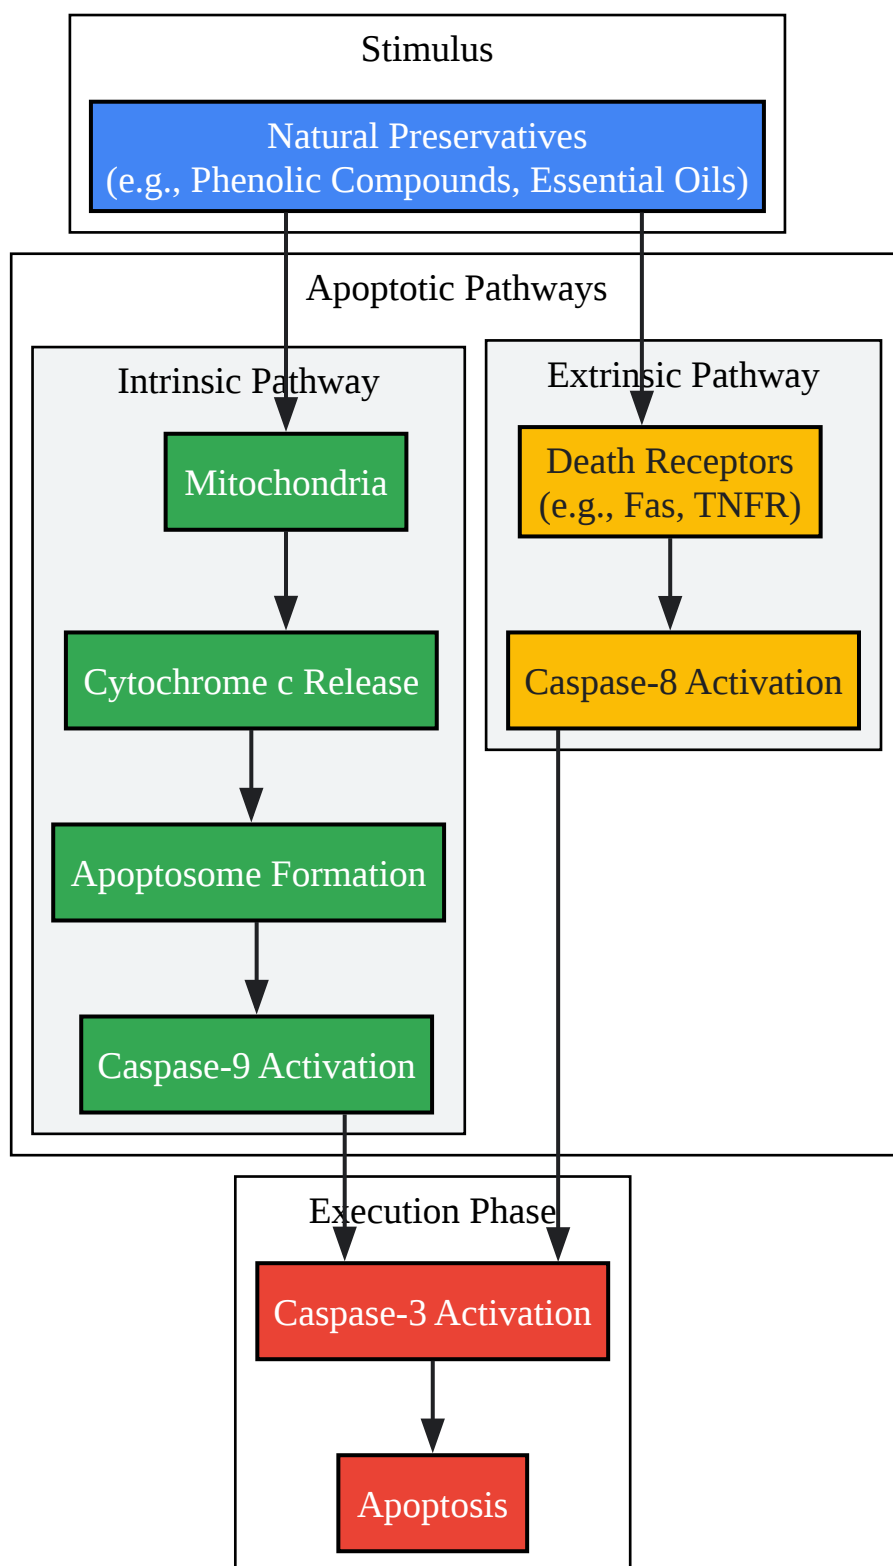 Stimulus
Natural Preservatives
(e.g., Phenolic Compounds, Essential Oils)
Apoptotic Pathways
Intrinsic Pathway
Mitochondria
Cytochrome c Release
Apoptosome Formation
Caspase-9 Activation
Extrinsic Pathway
Death Receptors
(e.g., Fas, TNFR)
Caspase-8 Activation
Execution Phase
Caspase-3 Activation
Apoptosis